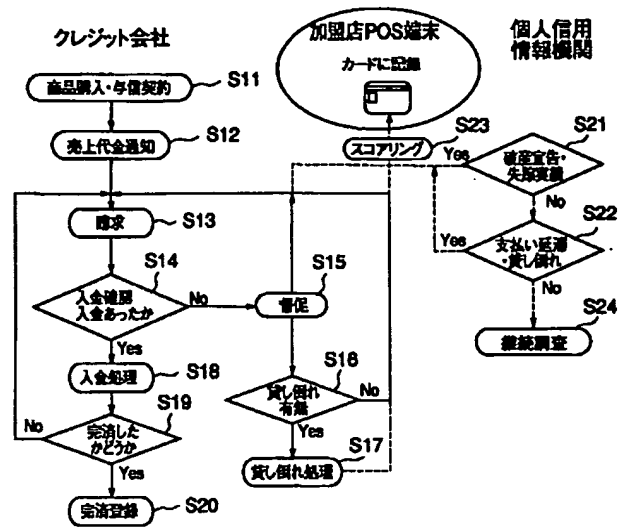 クレジット会社
加盟店POS端末
カードに記録
個人信用
情報機関
商品購入・与信契約
S11
売上代金通知
S12
請求
S13
入金確認
入金あったか
S14
No
Yes
督促
S15
入金処理
S18
完済した
かどうか
S19
No
Yes
完済登録
S20
貸し倒れ
有無
S16
No
Yes
貸し倒れ処理
S17
スコアリング
S23
破産宣告・
失踪実績
S21
Yes
No
支払い延滞
・貸し倒れ
S22
Yes
No
継続調査
S24